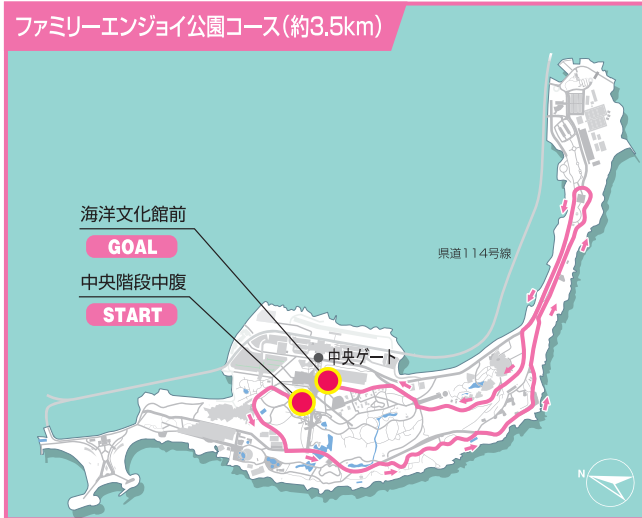 ファミリーエンジョイ公園コース(約3.5km)
海洋文化館前
GOAL
中央階段中腹
START
県道114号線
中央ゲート
N